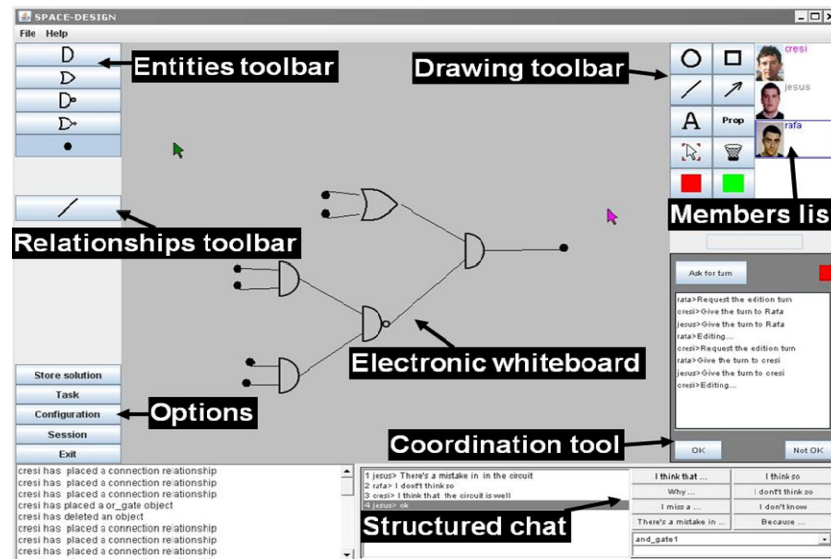 SPACE-DESIGN
File Help
Entities toolbar
Drawing toolbar
cresi
jesus
A
Prop
rafa
Members lis
Relationships toolbar
Ask for turn
rafa>Request the edition turn
cresi>Give the turn to Rafa
jesus>Give the turn to Rafa
rafa>Editing...
cresi>Request the edition turn
rafa>Give the turn to cresi
jesus>Give the turn to cresi
cresi>Editing...
Electronic whiteboard
Store solution
Task
Configuration
Options
Session
Exit
Coordination tool
OK
Not OK
cresi has placed a connection relationship
cresi has placed a connection relationship
cresi has placed a or_gate object
cresi has deleted an object
cresi has placed a connection relationship
cresi has placed a connection relationship
cresi has placed a connection relationship
1 jesus> There's a mistake in in the circuit
2 rafa> I don't think so
3 cresi> I think that the circuit is well
4 jesus> ok
Structured chat
I think that ...
I think so
Why ...
I don't think so
I miss a ...
I don't know
There's a mistake in ...
Because ...
and_gate1